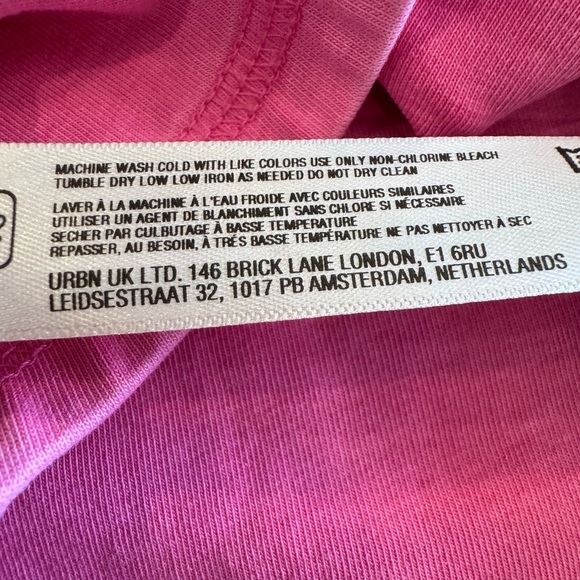 MACHINE WASH COLD WITH LIKE COLORS USE ONLY NON-CHLORINE BLEACH
TUMBLE DRY LOW LOW IRON AS NEEDED DO NOT DRY CLEAN
LAVER À LA MACHINE À L'EAU FROIDE AVEC COULEURS SIMILAIRES
UTILISER UN AGENT DE BLANCHIMENT SANS CHLORE SI NÉCESSAIRE
SECHER PAR CULBUTAGE À BASSE TEMPERATURE
REPASSER, AU BESOIN, À TRÉS BASSE TEMPÉRATURE NE PAS NETTOYER À SEC
URBN UK LTD. 146 BRICK LANE LONDON, E1 6RU
LEIDSESTRAAT 32, 1017 PB AMSTERDAM, NETHERLANDS